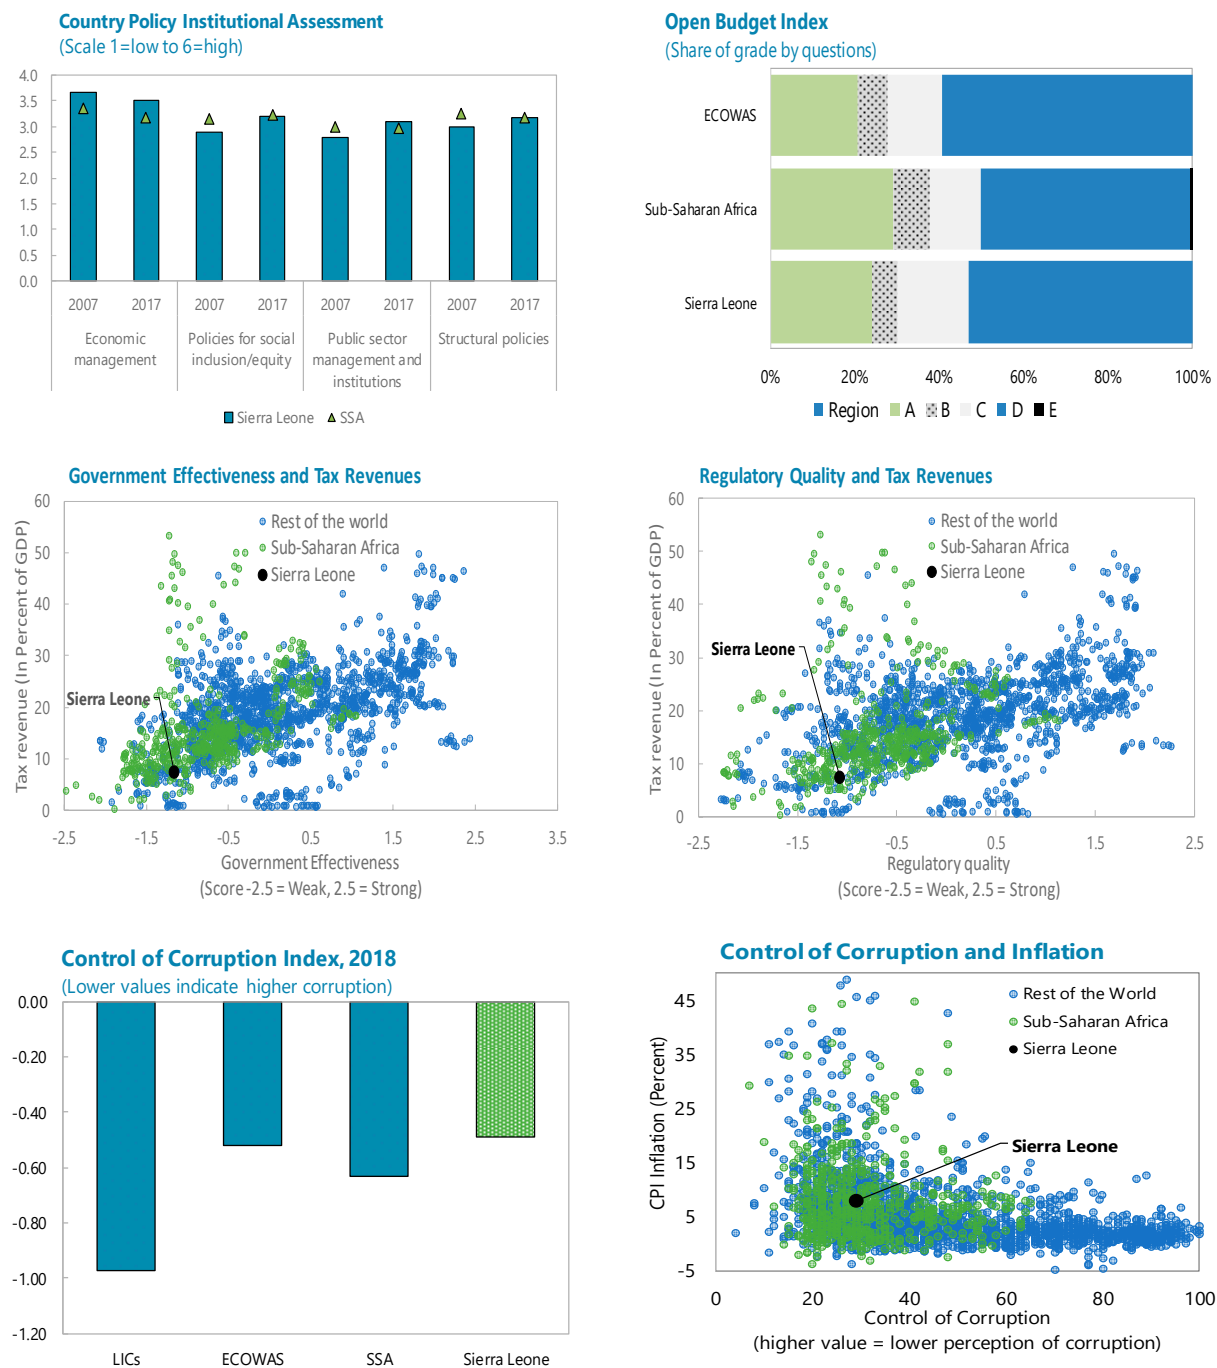 Country Policy Institutional Assessment
(Scale 1=low to 6=high)
4.0
3.5
3.0
2.5
2.0
1.5
1.0
0.5
0.0
2007 2017 2007 2017 2007 2017 2007 2017
Economic management
Policies for social inclusion/equity
Public sector management and institutions
Structural policies
Sierra Leone SSA
Open Budget Index
(Share of grade by questions)
ECOWAS
Sub-Saharan Africa
Sierra Leone
0% 20% 40% 60% 80% 100%
Region A B C D E
Government Effectiveness and Tax Revenues
Tax revenue (In Percent of GDP)
60
50
40
30
20
10
0
Rest of the world
Sub-Saharan Africa
Sierra Leone
Sierra Leone
-2.5 -1.5 -0.5 0.5 1.5 2.5 3.5
Government Effectiveness
(Score -2.5 = Weak, 2.5 = Strong)
Regulatory Quality and Tax Revenues
Tax revenue (In Percent of GDP)
60
50
40
30
20
10
0
Rest of the world
Sub-Saharan Africa
Sierra Leone
Sierra Leone
-2.5 -1.5 -0.5 0.5 1.5 2.5
Regulatory quality
(Score -2.5 = Weak, 2.5 = Strong)
Control of Corruption Index, 2018
(Lower values indicate higher corruption)
0.00
-0.20
-0.40
-0.60
-0.80
-1.00
-1.20
LICs ECOWAS SSA Sierra Leone
Control of Corruption and Inflation
CPI Inflation (Percent)
45
35
25
15
5
-5
Rest of the World
Sub-Saharan Africa
Sierra Leone
Sierra Leone
0 20 40 60 80 100
Control of Corruption
(higher value = lower perception of corruption)